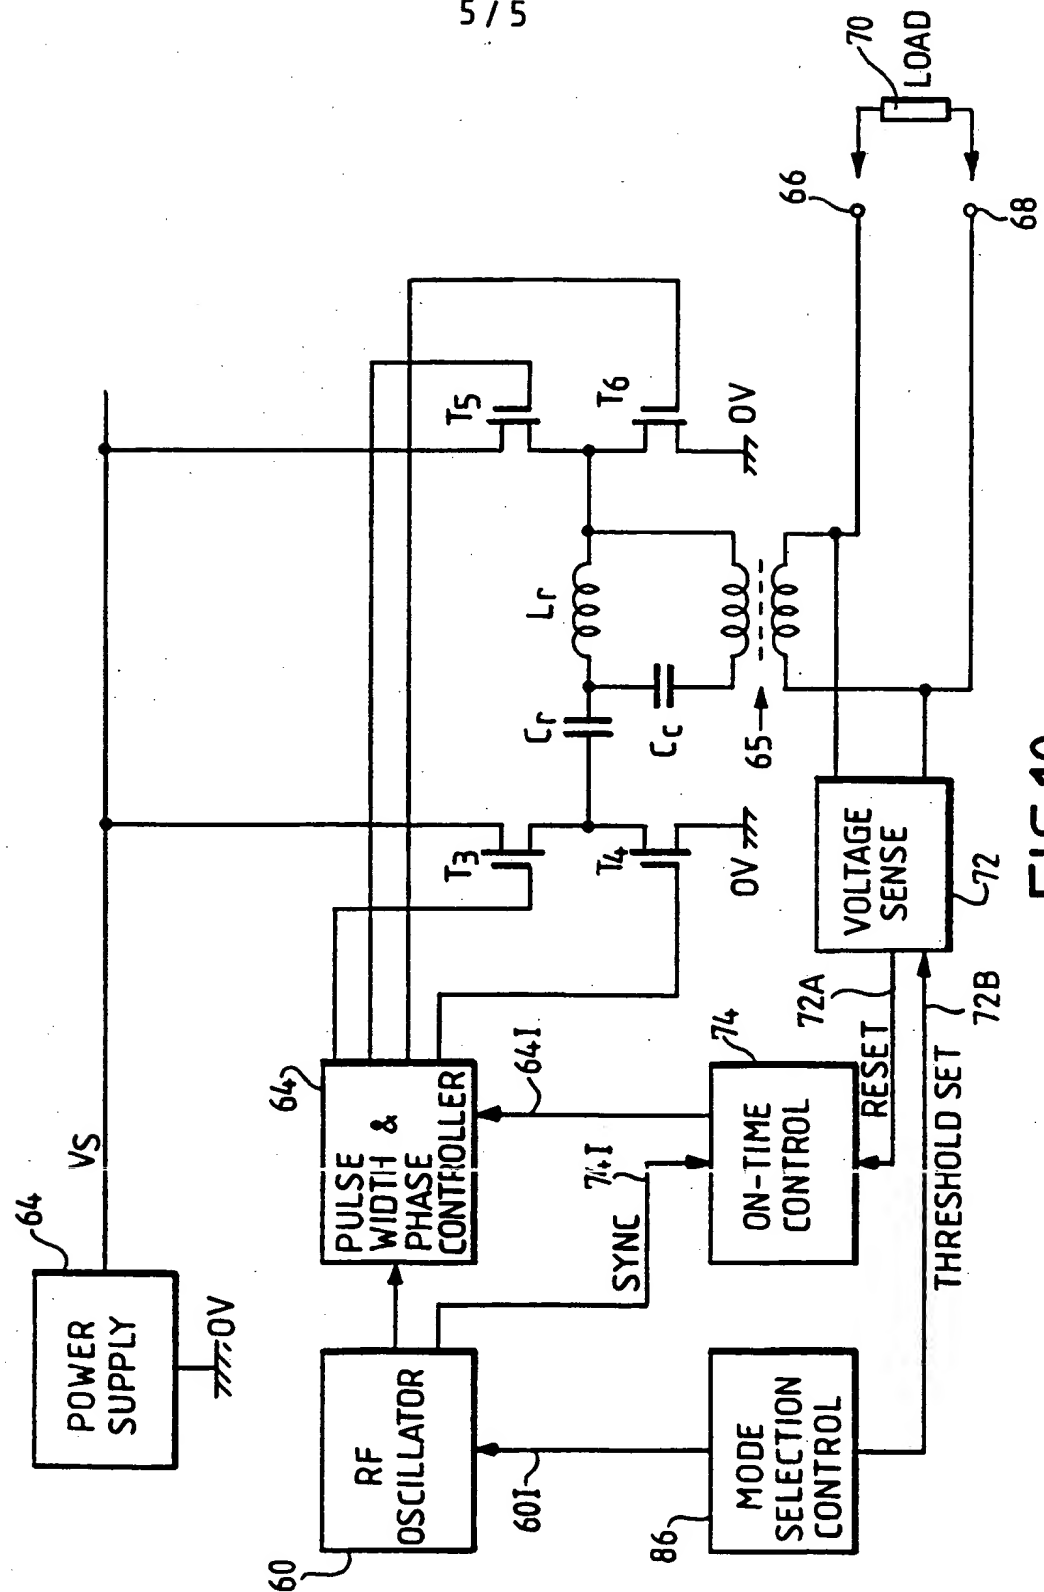 5/5
POWER
SUPPLY
64
VS
0V
RF
OSCILLATOR
60
60I
PULSE
WIDTH &
PHASE
CONTROLLER
64
64I
SYNC
74I
MODE
SELECTION
CONTROL
86
ON-TIME
CONTROL
74
RESET
72A
THRESHOLD SET
72B
VOLTAGE
SENSE
72
T3
T4
0V
Cr
Lr
Cc
65
T5
T6
0V
66
68
70
LOAD